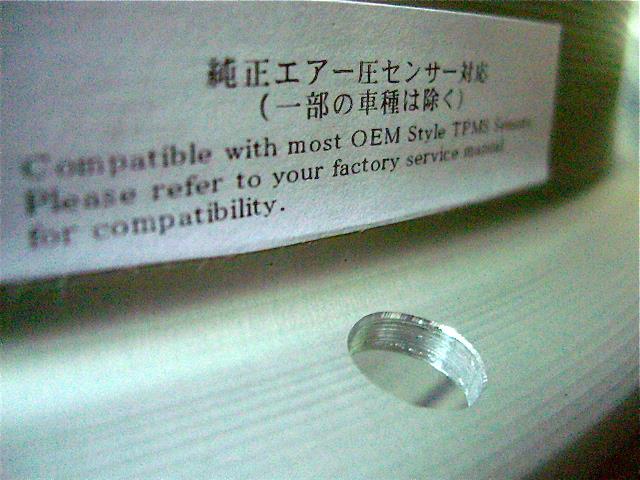 純正エアー圧センサー対応
(一部の車種は除く)
Compatible with most OEM Style TPMS Sensors.
Please refer to your factory service manual
for compatibility.